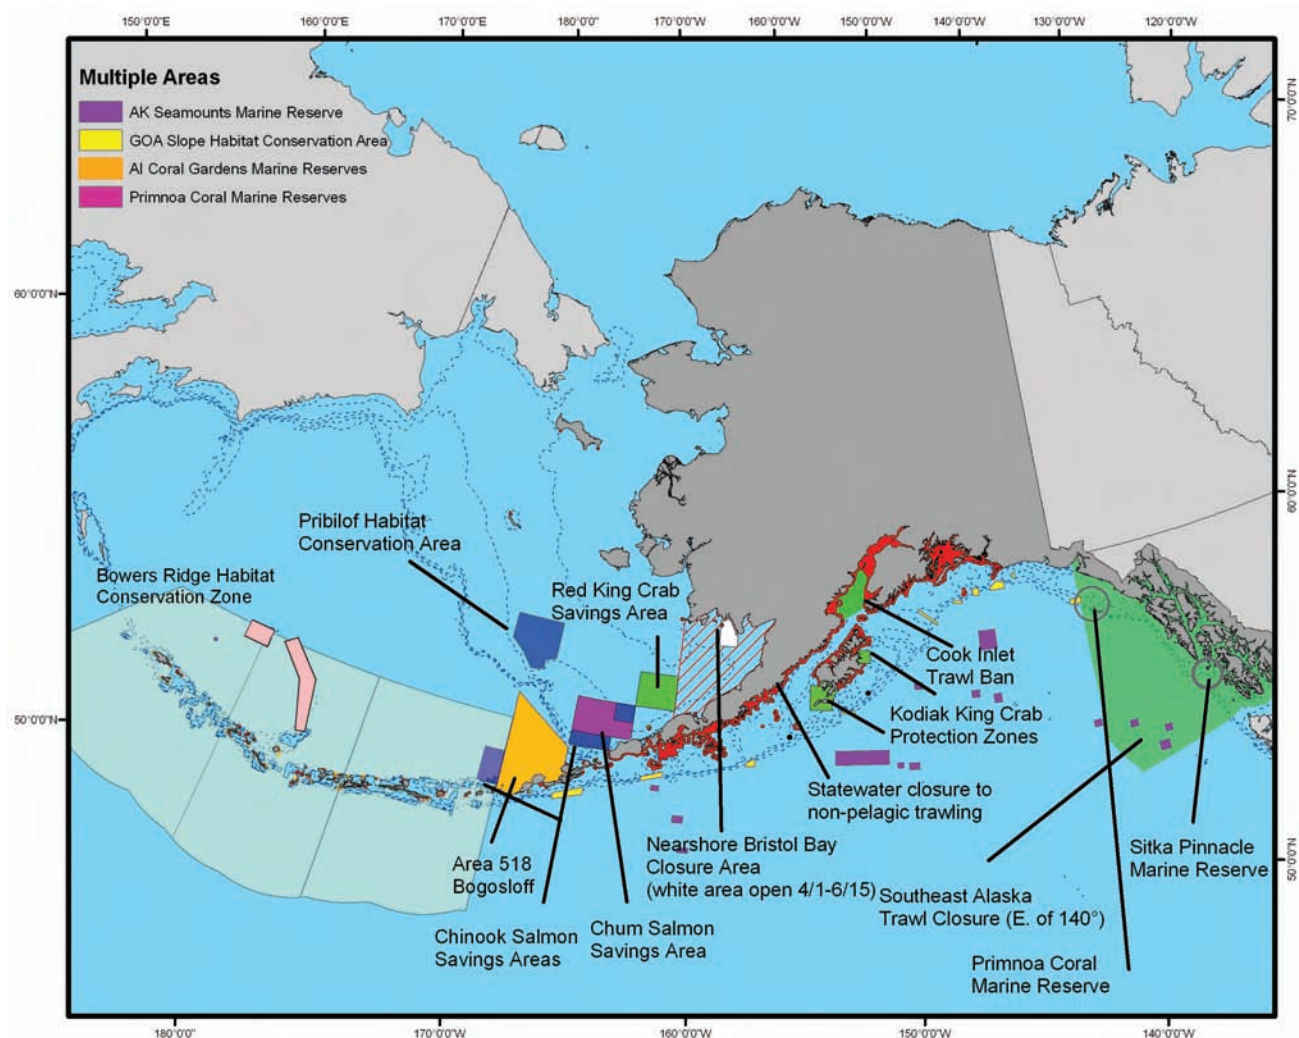 150°0'0"E 160°0'0"E 170°0'0"E 180°0'0" 170°0'0"W 160°0'0"W 150°0'0"W 140°0'0"W 130°0'0"W 120°0'0"W
Multiple Areas
AK Seamounts Marine Reserve
GOA Slope Habitat Conservation Area
AI Coral Gardens Marine Reserves
Primnoa Coral Marine Reserves
70°0'0"N
60°0'0"N
60°0'0"N
Pribilof Habitat
Conservation Area
Bowers Ridge Habitat
Conservation Zone
Red King Crab
Savings Area
Cook Inlet
Trawl Ban
50°0'0"N
Kodiak King Crab
Protection Zones
Statewater closure to
non-pelagic trawling
Nearshore Bristol Bay
Closure Area
(white area open 4/1-6/15)
Sitka Pinnacle
Marine Reserve
50°0'0"N
Area 518
Bogosloff
Southeast Alaska
Trawl Closure (E. of 140°)
Chinook Salmon
Savings Areas
Chum Salmon
Savings Area
Primnoa Coral
Marine Reserve
180°0'0" 170°0'0"W 160°0'0"W 150°0'0"W 140°0'0"W